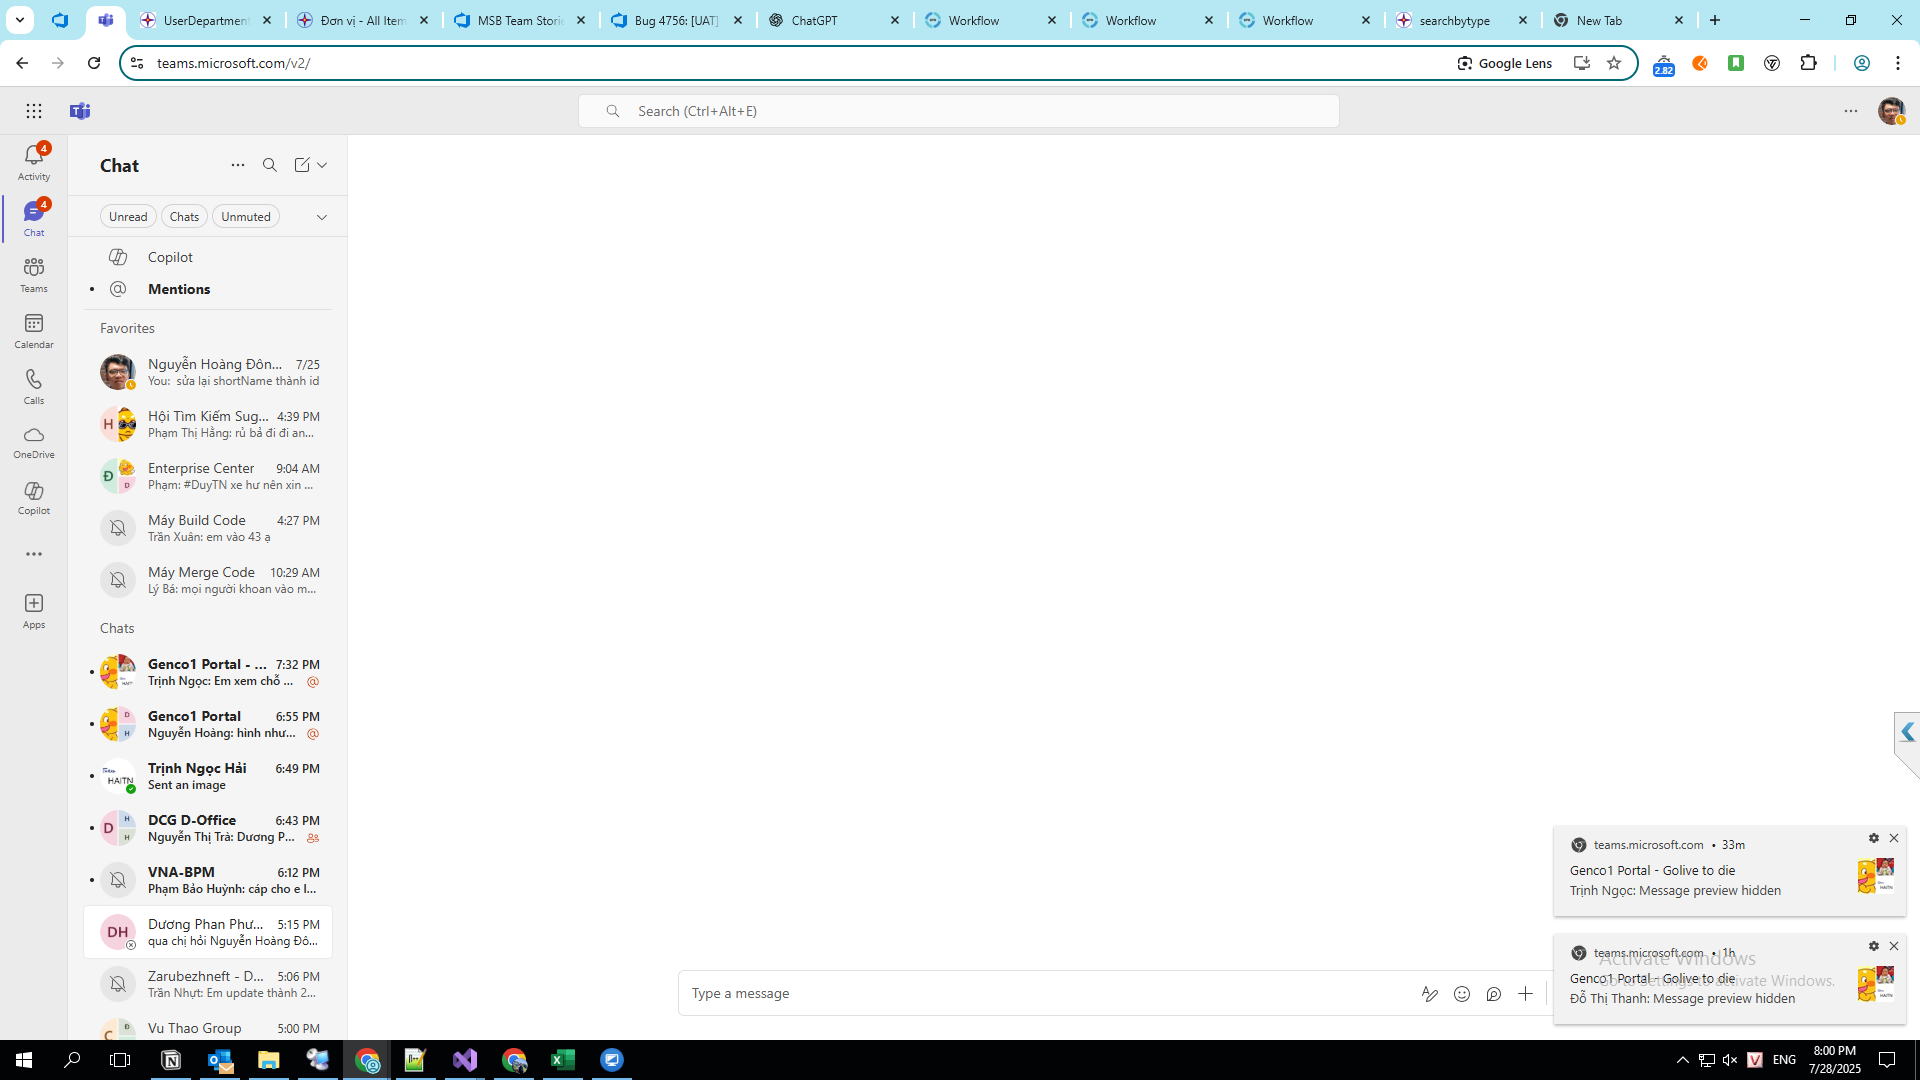 UserDepartmen
Đơn vị - All Item
MSB Team Storie
Bug 4756: [UAT]
ChatGPT
Workflow
Workflow
Workflow
searchbytype
New Tab
teams.microsoft.com/v2/
Google Lens
2.82
Search (Ctrl+Alt+E)
4
Activity
4
Chat
Teams
Calendar
Calls
OneDrive
Copilot
Apps
Chat
Unread
Chats
Unmuted
Copilot
Mentions
Favorites
Nguyễn Hoàng Đôn... 7/25
You: sửa lại shortName thành id
H
Hội Tìm Kiếm Sug... 4:39 PM
Phạm Thị Hằng: rủ bả đi đi an...
Đ D
Enterprise Center 9:04 AM
Phạm: #DuyTN xe hư nên xin ...
Máy Build Code 4:27 PM
Trần Xuân: em vào 43 ạ
Máy Merge Code 10:29 AM
Lý Bá: mọi người khoan vào m...
Chats
Genco1 Portal - ... 7:32 PM
Trịnh Ngọc: Em xem chỗ ...
D H
Genco1 Portal 6:55 PM
Nguyễn Hoàng: hình như...
HAITN
Trịnh Ngọc Hải 6:49 PM
Sent an image
D H H
DCG D-Office 6:43 PM
Nguyễn Thị Trà: Dương P...
VNA-BPM 6:12 PM
Phạm Bảo Huỳnh: cáp cho e l...
DH
Dương Phan Phư... 5:15 PM
qua chị hỏi Nguyễn Hoàng Đô...
Zarubezhneft - D... 5:06 PM
Trần Nhựt: Em update thành 2...
C Đ
Vu Thao Group 5:00 PM
Type a message
teams.microsoft.com • 33m
Genco1 Portal - Golive to die
Trịnh Ngọc: Message preview hidden
teams.microsoft.com • 1h
Activate Windows
Genco1 Portal - Golive to die
Go to Settings to activate Windows.
Đỗ Thị Thanh: Message preview hidden
V
ENG
8:00 PM
7/28/2025